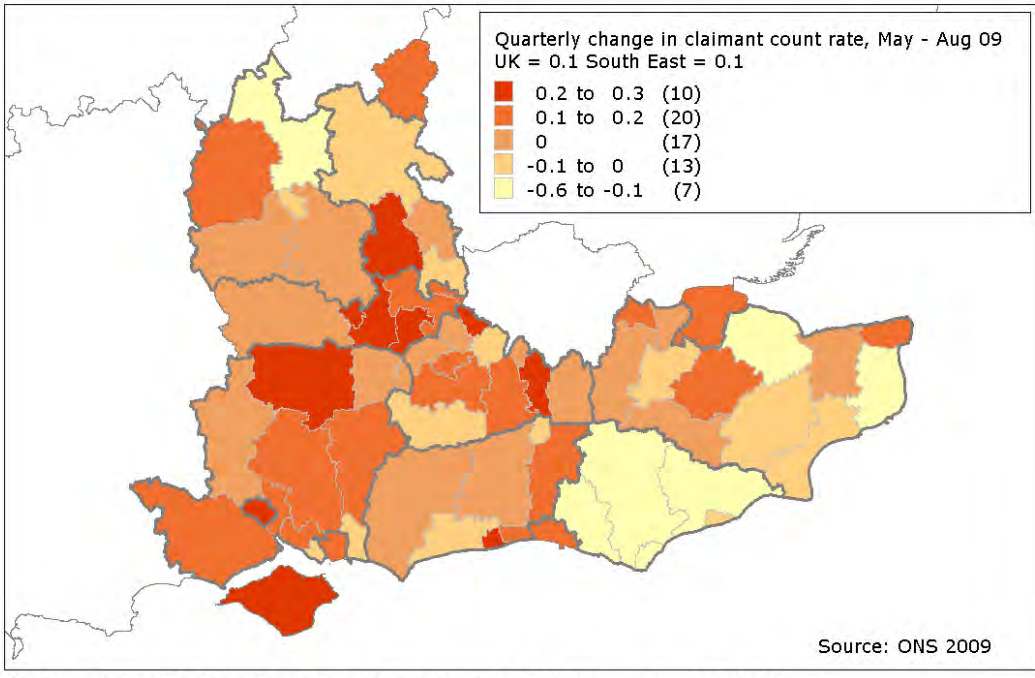 Quarterly change in claimant count rate, May - Aug 09
UK = 0.1 South East = 0.1
0.2 to 0.3 (10)
0.1 to 0.2 (20)
0 (17)
-0.1 to 0 (13)
-0.6 to -0.1 (7)
Source: ONS 2009